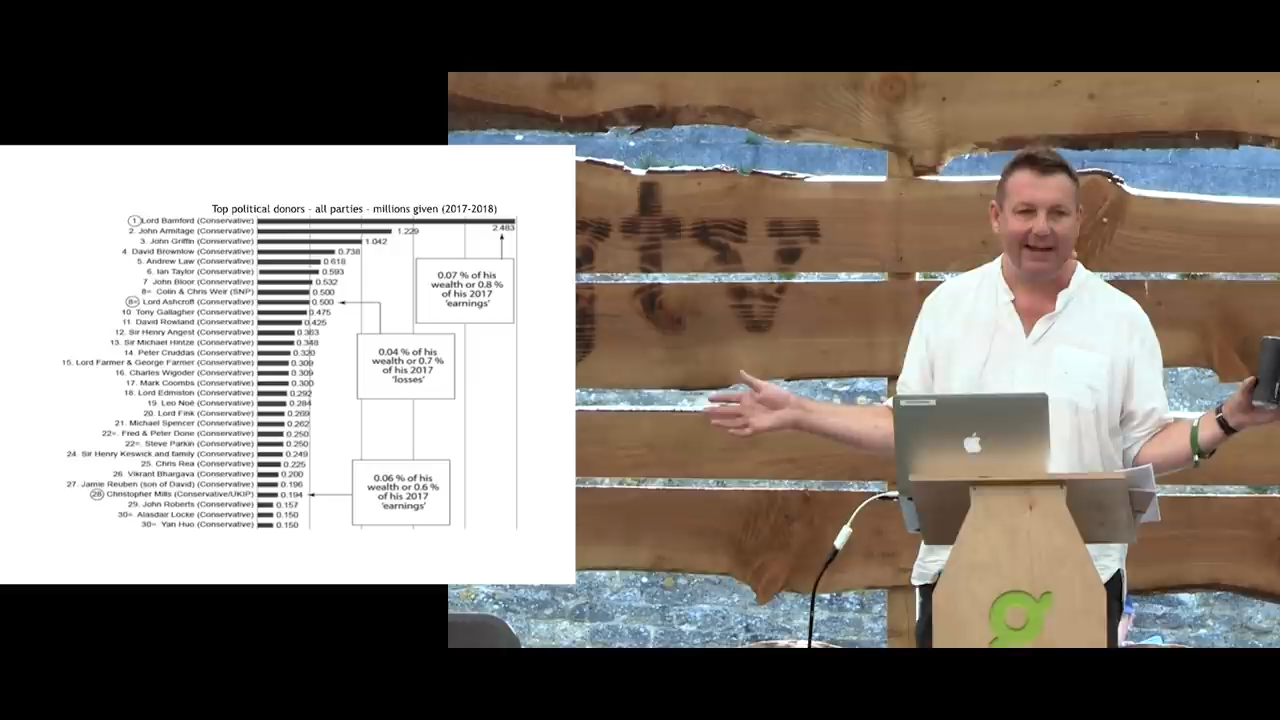 Top political donors - all parties - millions given (2017-2018)
1 Lord Bamford (Conservative) 2.483
2. John Armitage (Conservative) 1.229
3. John Griffin (Conservative) 1.042
4. David Brownlow (Conservative) 0.738
5. Andrew Law (Conservative) 0.618
6. Ian Taylor (Conservative) 0.593
7 John Bloor (Conservative) 0.532
8= Colin & Chris Weir (SNP) 0.500
8= Lord Ashcroft (Conservative) 0.500
10 Tony Gallagher (Conservative) 0.475
11. David Rowland (Conservative) 0.425
12. Sir Henry Angest (Conservative) 0.363
13. Sir Michael Hintze (Conservative) 0.348
14. Peter Cruddas (Conservative) 0.320
15. Lord Farmer & George Farmer (Conservative) 0.309
16. Charles Wigoder (Conservative) 0.309
17. Mark Coombs (Conservative) 0.300
18. Lord Edmiston (Conservative) 0.292
19. Leo Noé (Conservative) 0.284
20. Lord Fink (Conservative) 0.269
21. Michael Spencer (Conservative) 0.262
22=. Fred & Peter Done (Conservative) 0.250
22=. Steve Parkin (Conservative) 0.250
24. Sir Henry Keswick and family (Conservative) 0.249
25. Chris Rea (Conservative) 0.225
26. Vikrant Bhargava (Conservative) 0.200
27. Jamie Reuben (son of David) (Conservative) 0.196
28 Christopher Mills (Conservative/UKIP) 0.194
29. John Roberts (Conservative) 0.157
30=. Alasdair Locke (Conservative) 0.150
30= Yan Huo (Conservative) 0.150
0.07 % of his
wealth or 0.8 %
of his 2017
'earnings'
0.04 % of his
wealth or 0.7 %
of his 2017
'losses'
0.06 % of his
wealth or 0.6 %
of his 2017
'earnings'